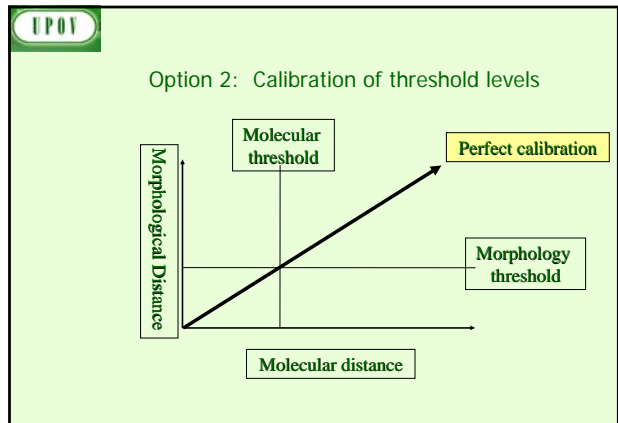 UPOV
Option 2: Calibration of threshold levels
Molecular
threshold
Perfect calibration
Morphological Distance
Morphology
threshold
Molecular distance